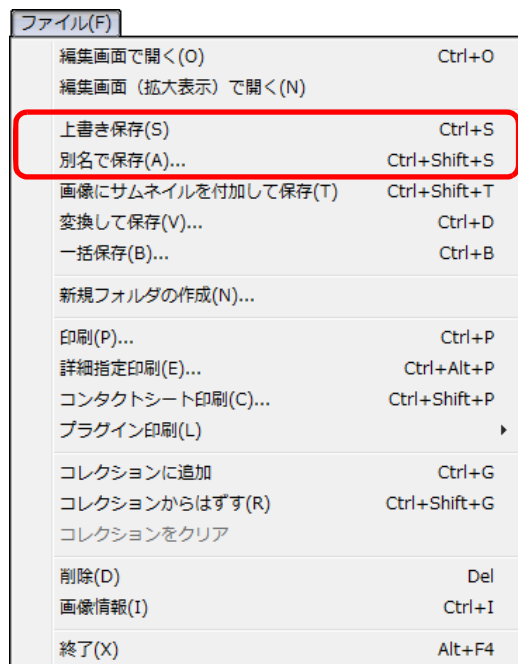 ファイル(F)
編集画面で開く(O) Ctrl+O
編集画面（拡大表示）で開く(N)
上書き保存(S) Ctrl+S
別名で保存(A)... Ctrl+Shift+S
画像にサムネイルを付加して保存(T) Ctrl+Shift+T
変換して保存(V)... Ctrl+D
一括保存(B)... Ctrl+B
新規フォルダの作成(N)...
印刷(P)... Ctrl+P
詳細指定印刷(E)... Ctrl+Alt+P
コンタクトシート印刷(C)... Ctrl+Shift+P
プラグイン印刷(L)
コレクションに追加 Ctrl+G
コレクションからはずす(R) Ctrl+Shift+G
コレクションをクリア
削除(D) Del
画像情報(I) Ctrl+I
終了(X) Alt+F4